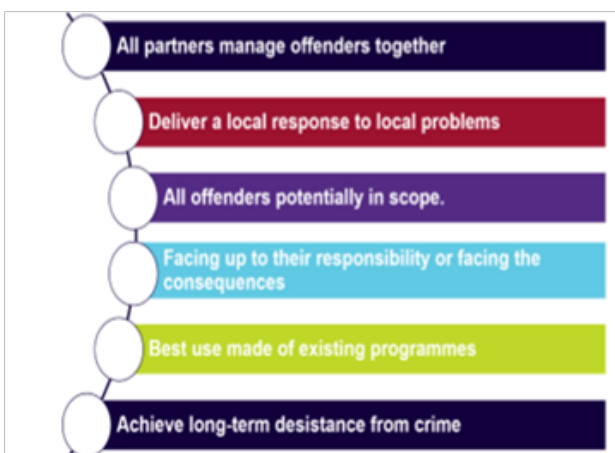 All partners manage offenders together
Deliver a local response to local problems
All offenders potentially in scope.
Facing up to their responsibility or facing the
consequences
Best use made of existing programmes
Achieve long-term desistance from crime